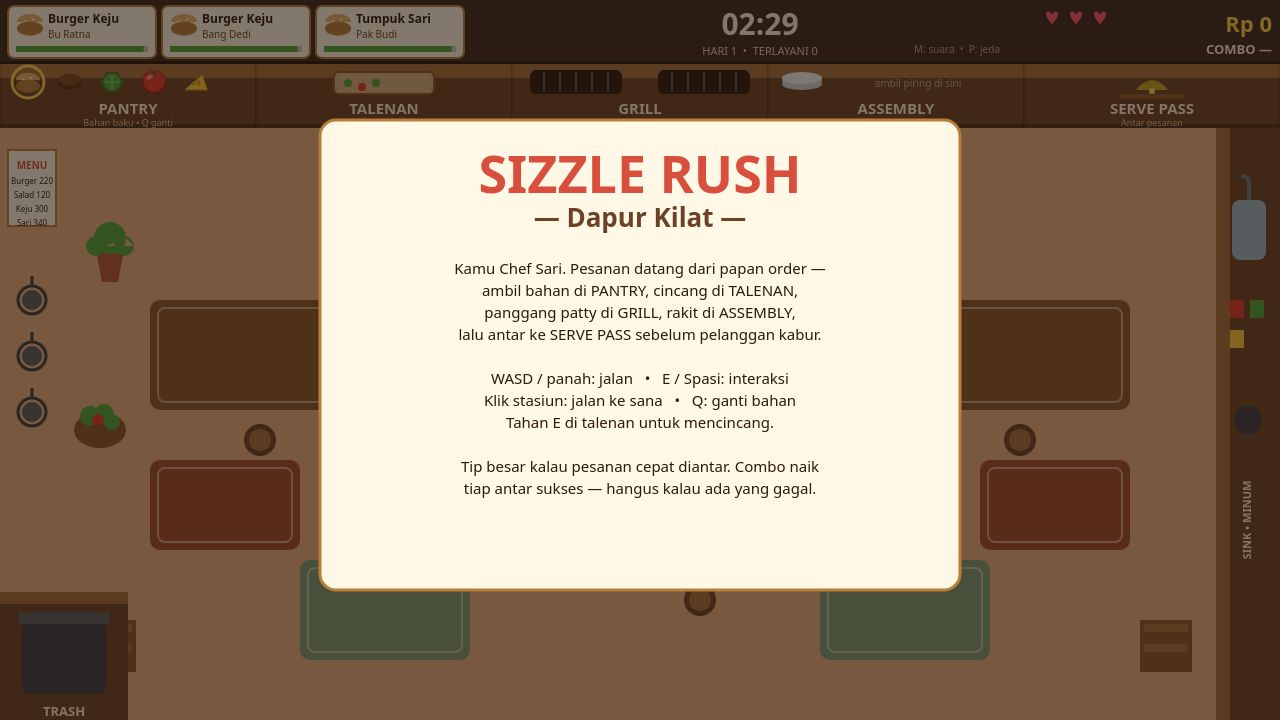 Burger Keju
Bu Ratna
Burger Keju
Bang Dedi
Tumpuk Sari
Pak Budi
02:29
HARI 1 • TERLAYANI 0
M: suara • P: jeda
Rp 0
COMBO —
PANTRY
Bahan baku • Q ganti
TALENAN
GRILL
ambil piring di sini
ASSEMBLY
SERVE PASS
Antar pesanan
MENU
Burger 220
Salad 120
Keju 300
Sari 340
SIZZLE RUSH
— Dapur Kilat —
Kamu Chef Sari. Pesanan datang dari papan order —
ambil bahan di PANTRY, cincang di TALENAN,
panggang patty di GRILL, rakit di ASSEMBLY,
lalu antar ke SERVE PASS sebelum pelanggan kabur.
WASD / panah: jalan • E / Spasi: interaksi
Klik stasiun: jalan ke sana • Q: ganti bahan
Tahan E di talenan untuk mencincang.
Tip besar kalau pesanan cepat diantar. Combo naik
tiap antar sukses — hangus kalau ada yang gagal.
SINK • MINUM
TRASH